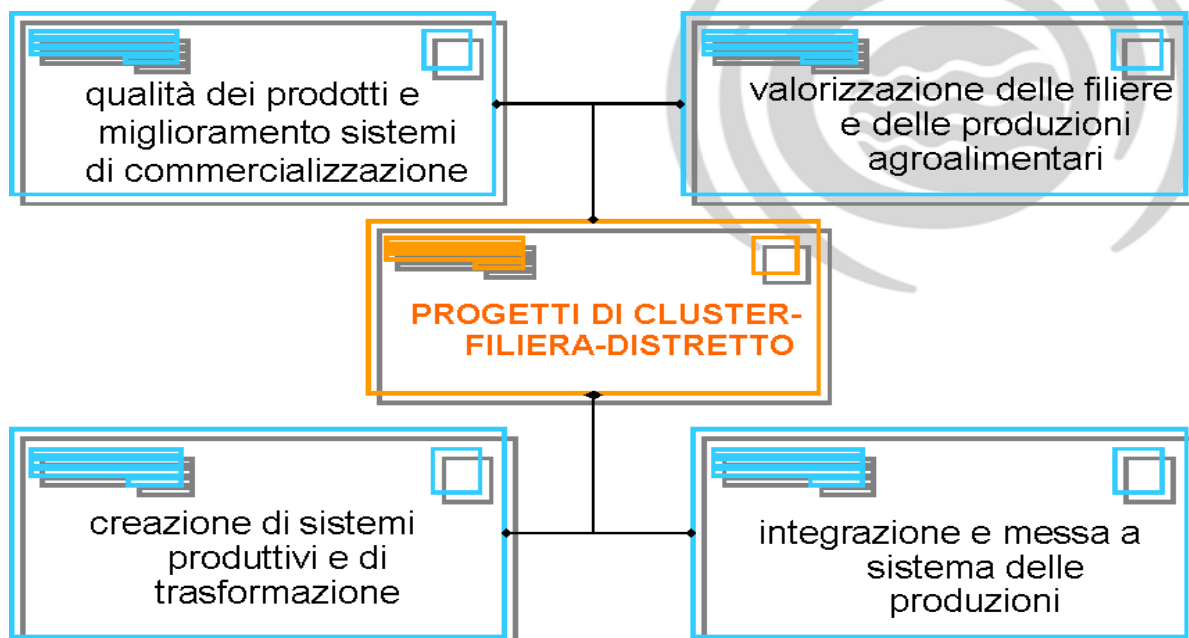 qualità dei prodotti e
miglioramento sistemi
di commercializzazione
valorizzazione delle filiere
e delle produzioni
agroalimentari
PROGETTI DI CLUSTER-
FILIERA-DISTRETTO
creazione di sistemi
produttivi e di
trasformazione
integrazione e messa a
sistema delle
produzioni